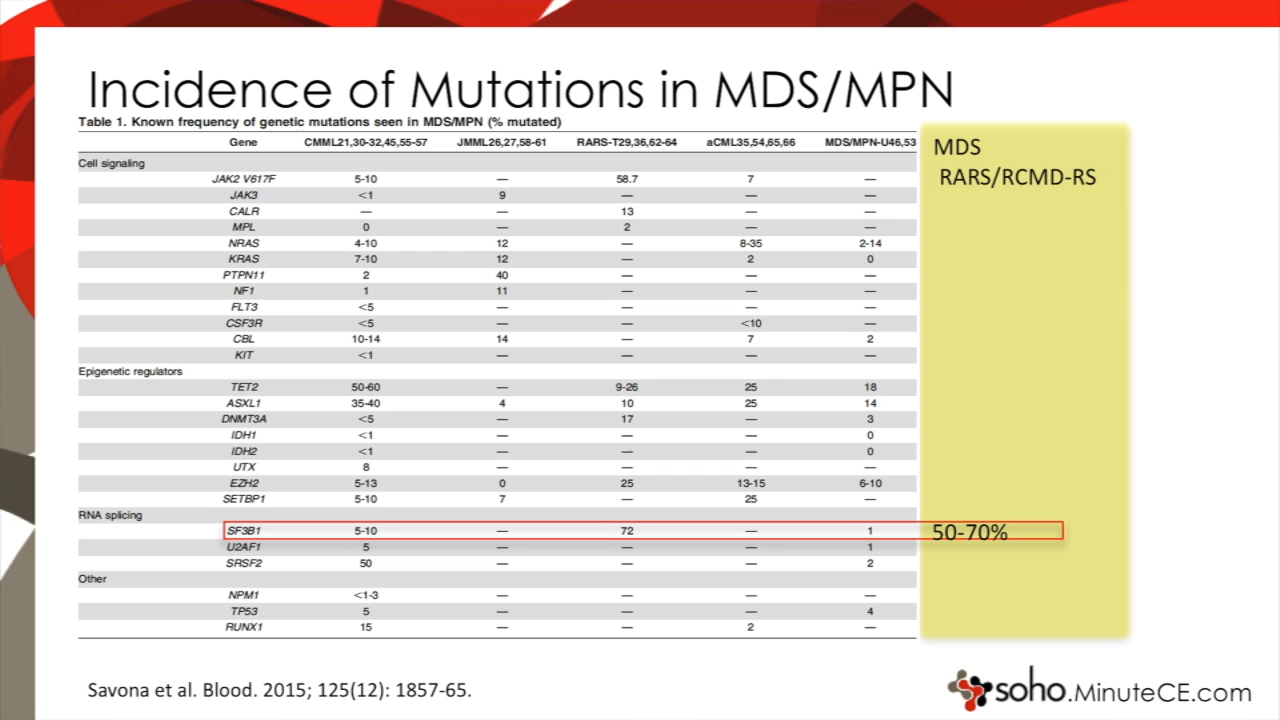 Incidence of Mutations in MDS/MPN
Table 1. Known frequency of genetic mutations seen in MDS/MPN (% mutated)
Gene CMML21,30-32,45,55-57 JMML26,27,58-61 RARS-T29,36,62-64 aCML35,54,65,66 MDS/MPN-U46,53
MDS
RARS/RCMD-RS
Cell signaling
JAK2 V617F 5-10 — 58.7 7 —
JAK3 <1 9 — — —
CALR — — 13 — —
MPL 0 — 2 — —
NRAS 4-10 12 — 8-35 2-14
KRAS 7-10 12 — 2 0
PTPN11 2 40 — — —
NF1 1 11 — — —
FLT3 <5 — — — —
CSF3R <5 — — <10 —
CBL 10-14 14 — 7 2
KIT <1 — — — —
Epigenetic regulators
TET2 50-60 — 9-26 25 18
ASXL1 35-40 4 10 25 14
DNMT3A <5 — 17 — 3
IDH1 <1 — — — 0
IDH2 <1 — — — 0
UTX 8 — — — —
EZH2 5-13 0 25 13-15 6-10
SETBP1 5-10 7 — 25 —
RNA splicing
SF3B1 5-10 — 72 — 1 50-70%
U2AF1 5 — — — 1
SRSF2 50 — — — 2
Other
NPM1 <1-3 — — — —
TP53 5 — — — 4
RUNX1 15 — — 2 —
Savona et al. Blood. 2015; 125(12): 1857-65.
soho.MinuteCE.com